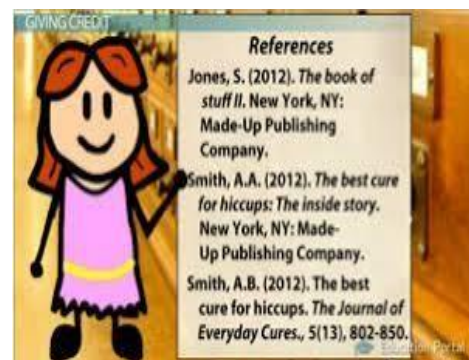 GIVING CREDIT
References
Jones, S. (2012). The book of
stuff II. New York, NY:
Made-Up Publishing
Company.
Smith, A.A. (2012). The best cure
for hiccups: The inside story.
New York, NY: Made-
Up Publishing Company.
Smith, A.B. (2012). The best
cure for hiccups. The Journal of
Everyday Cures., 5(13), 802-850.
Education Portal